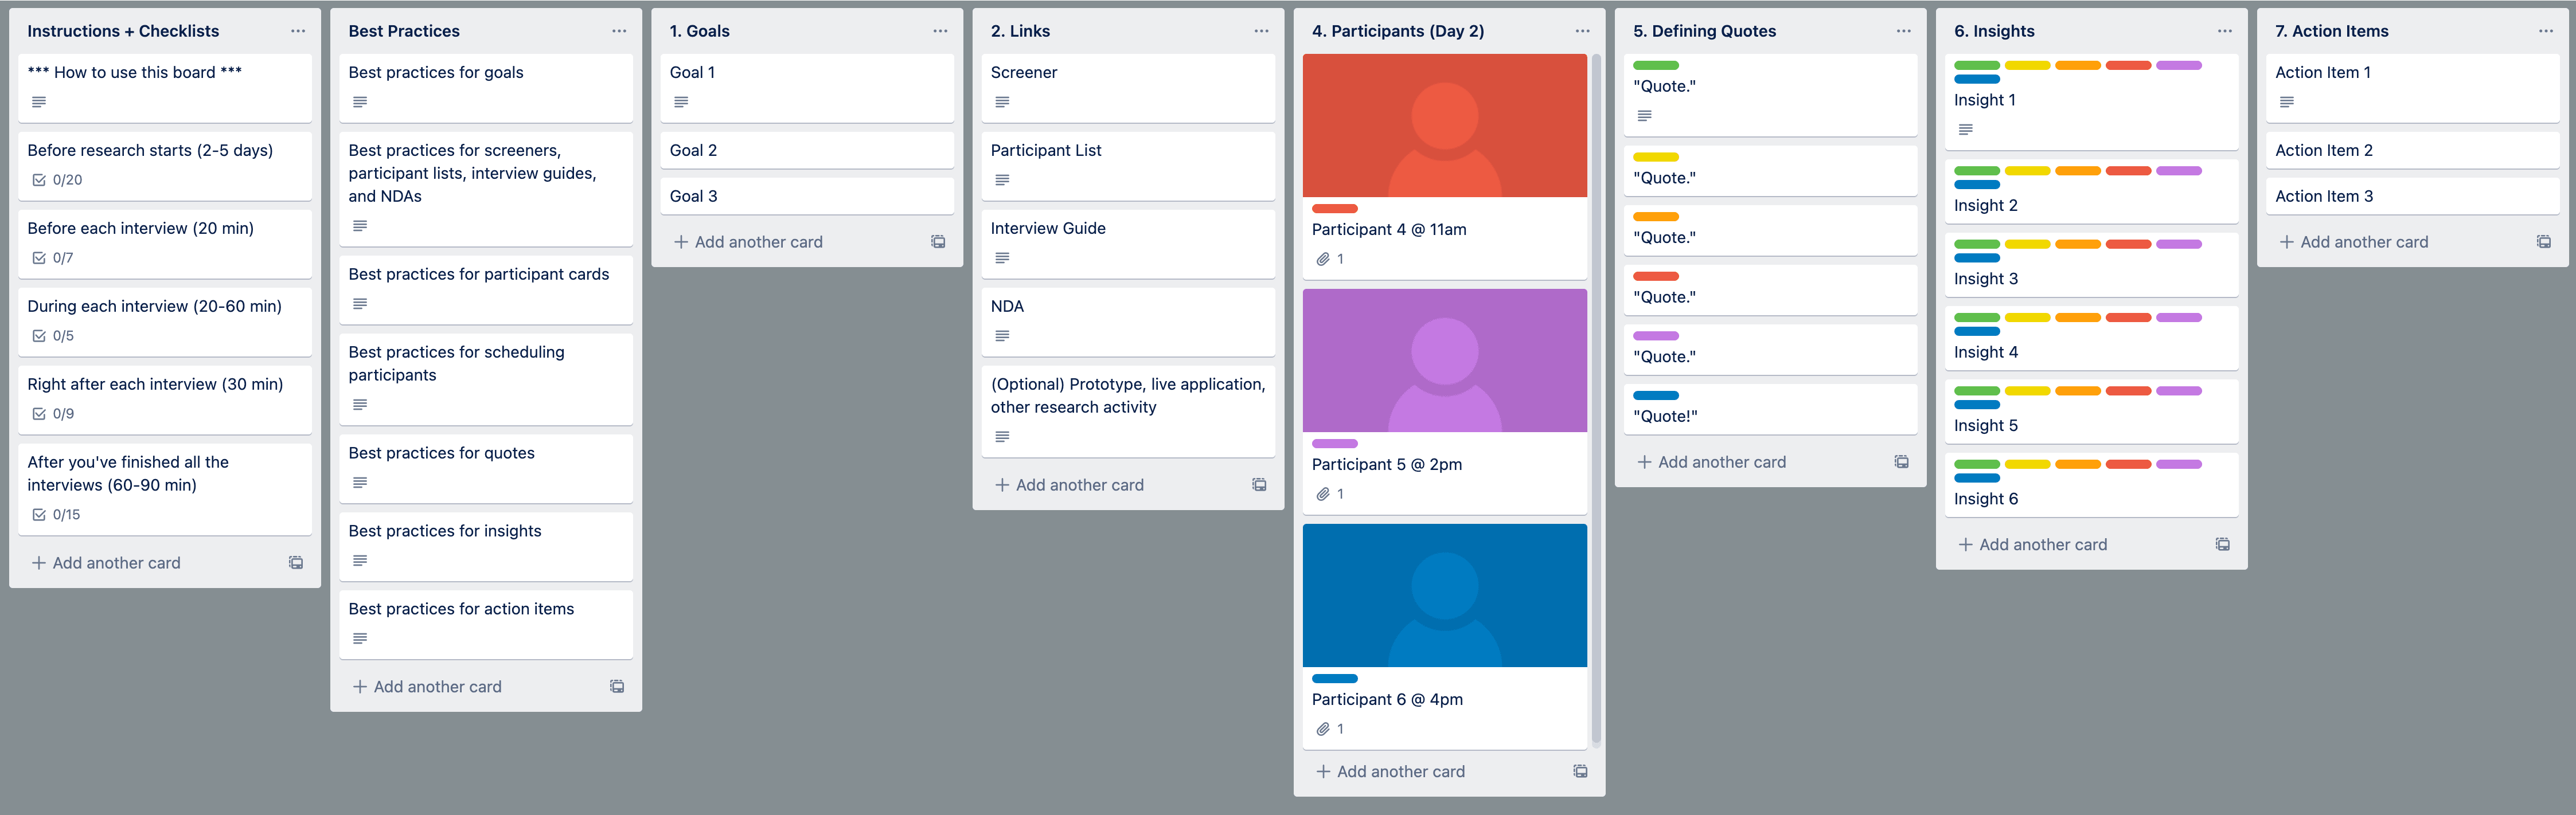 Instructions + Checklists
*** How to use this board ***
Before research starts (2-5 days)
0/20
Before each interview (20 min)
0/7
During each interview (20-60 min)
0/5
Right after each interview (30 min)
0/9
After you've finished all the
interviews (60-90 min)
0/15
Add another card
Best Practices
Best practices for goals
Best practices for screeners,
participant lists, interview guides,
and NDAs
Best practices for participant cards
Best practices for scheduling
participants
Best practices for quotes
Best practices for insights
Best practices for action items
Add another card
1. Goals
Goal 1
Goal 2
Goal 3
Add another card
2. Links
Screener
Participant List
Interview Guide
NDA
(Optional) Prototype, live application,
other research activity
Add another card
4. Participants (Day 2)
Participant 4 @ 11am
1
Participant 5 @ 2pm
1
Participant 6 @ 4pm
1
Add another card
5. Defining Quotes
"Quote."
"Quote."
"Quote."
"Quote."
"Quote."
"Quote!"
Add another card
6. Insights
Insight 1
Insight 2
Insight 3
Insight 4
Insight 5
Insight 6
Add another card
7. Action Items
Action Item 1
Action Item 2
Action Item 3
Add another card